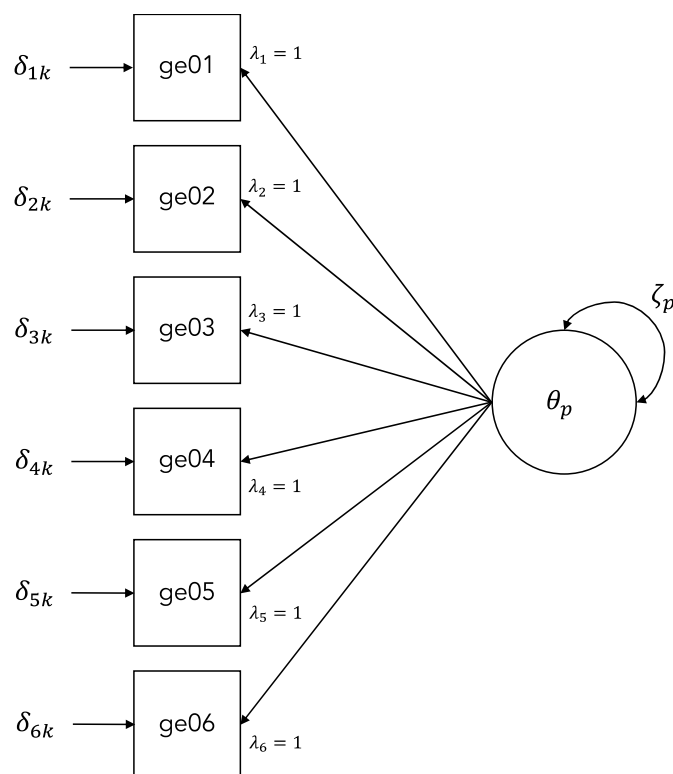 δ1k
ge01
λ1 = 1
δ2k
ge02
λ2 = 1
δ3k
ge03
λ3 = 1
ζp
θp
δ4k
ge04
λ4 = 1
δ5k
ge05
λ5 = 1
δ6k
ge06
λ6 = 1